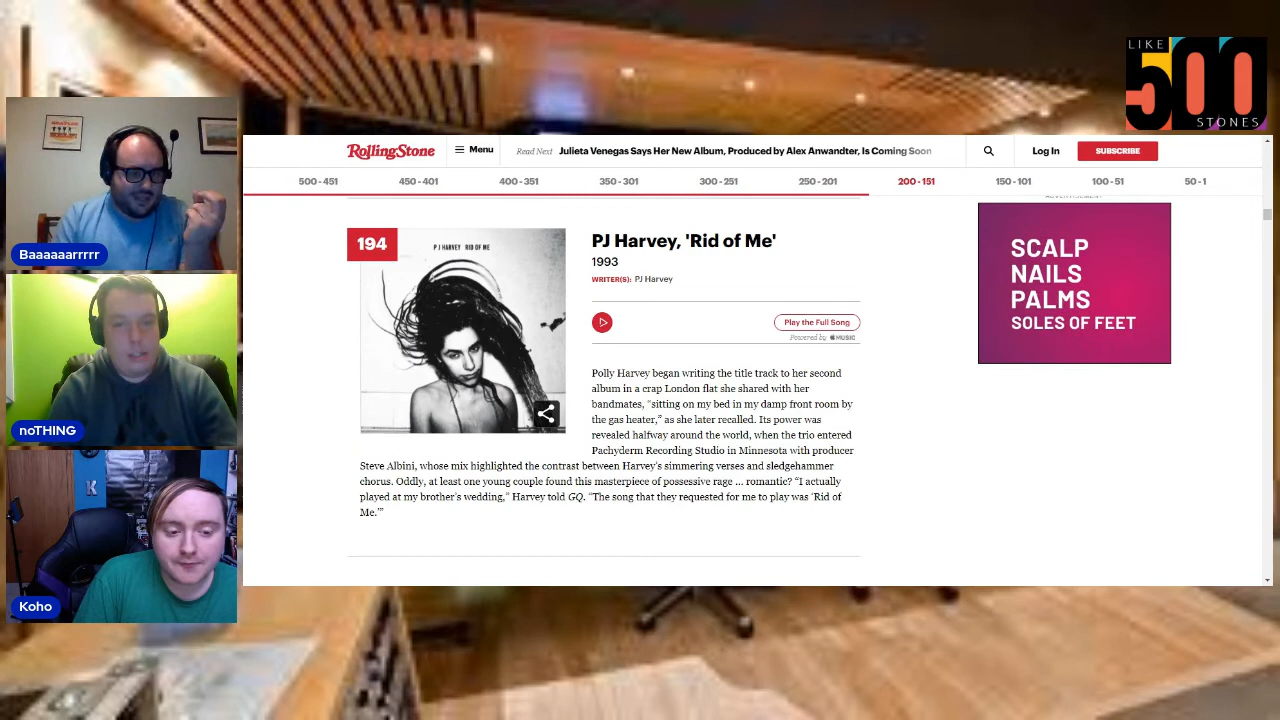 LIKE
500
STONES
RollingStone
Menu
Read Next Julieta Venegas Says Her New Album, Produced by Alex Anwandter, Is Coming Soon
Log In
SUBSCRIBE
500 - 451
450 - 401
400 - 351
350 - 301
300 - 251
250 - 201
200 - 151
150 - 101
100 - 51
50 - 1
ADVERTISEMENT
194
PJ HARVEY RID OF ME
PJ Harvey, 'Rid of Me'
1993
WRITER(S): PJ Harvey
Play the Full Song
Powered by MUSIC
Polly Harvey began writing the title track to her second
album in a crap London flat she shared with her
bandmates, “sitting on my bed in my damp front room by
the gas heater,” as she later recalled. Its power was
revealed halfway around the world, when the trio entered
Pachyderm Recording Studio in Minnesota with producer
Steve Albini, whose mix highlighted the contrast between Harvey’s simmering verses and sledgehammer
chorus. Oddly, at least one young couple found this masterpiece of possessive rage … romantic? “I actually
played at my brother’s wedding,” Harvey told GQ. “The song that they requested for me to play was ‘Rid of
Me.’”
SCALP
NAILS
PALMS
SOLES OF FEET
Baaaaaarrrrr
noTHING
K
Koho